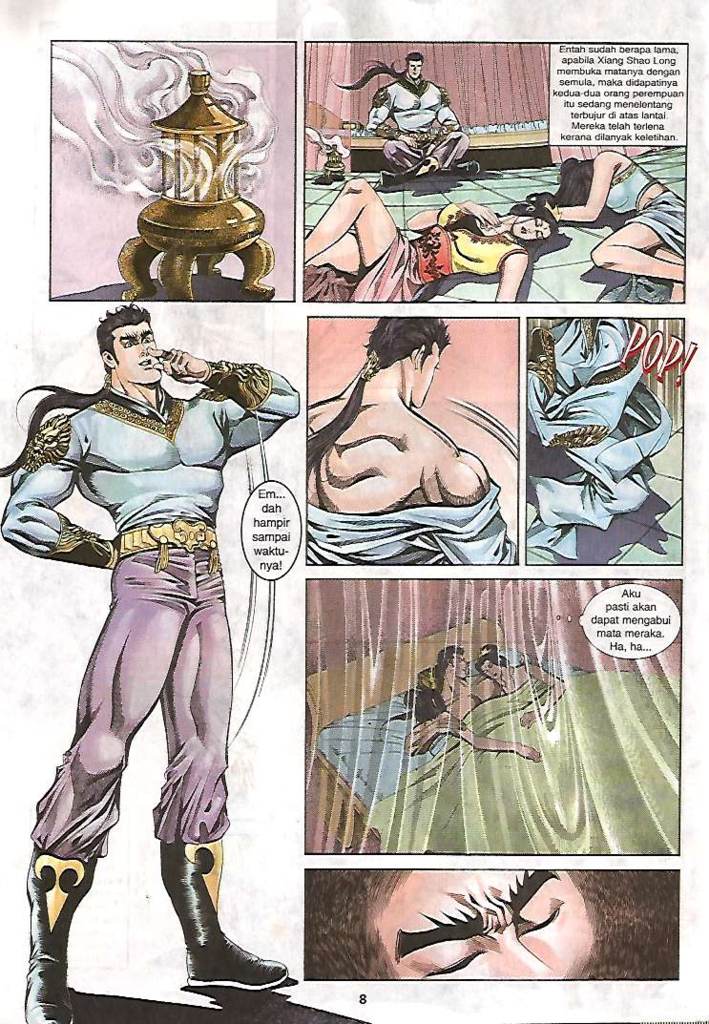 Entah sudah berapa lama,
apabila Xiang Shao Long
membuka matanya dengan
semula, maka didapatinya
kedua-dua orang perempuan
itu sedang menelentang
terbujur di atas lantai.
Mereka telah terlena
kerana dilanyak keletihan.
Em...
dah
hampir
sampai
waktu-
nya!
POP!
Aku
pasti akan
dapat mengabui
mata meraka.
Ha, ha...
8